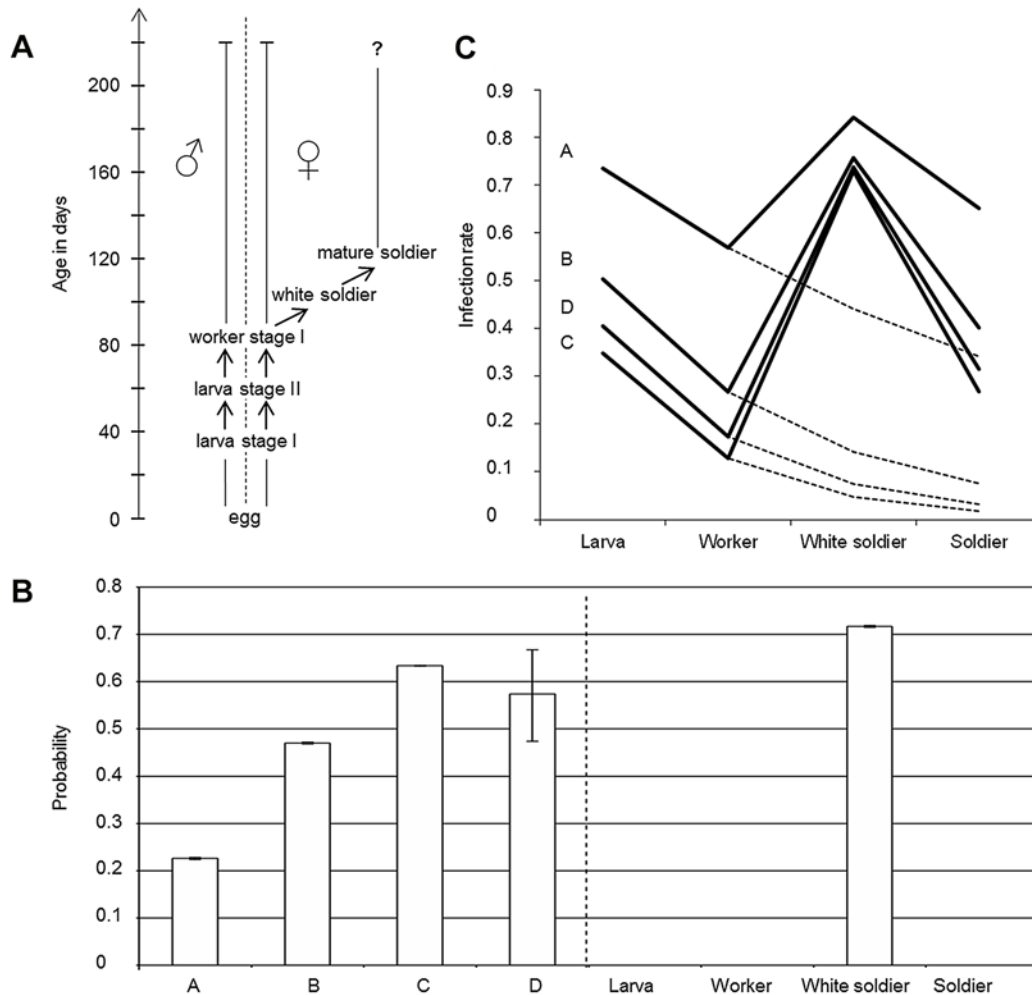 A
Age in days
200
160
120
80
40
0
♂
♀
?
mature soldier
white soldier
worker stage I
larva stage II
larva stage I
egg
C
Infection rate
0.9
0.8
0.7
0.6
0.5
0.4
0.3
0.2
0.1
0
A
B
D
C
Larva Worker White soldier Soldier
B
Probability
0.8
0.7
0.6
0.5
0.4
0.3
0.2
0.1
0
A B C D Larva Worker White soldier Soldier